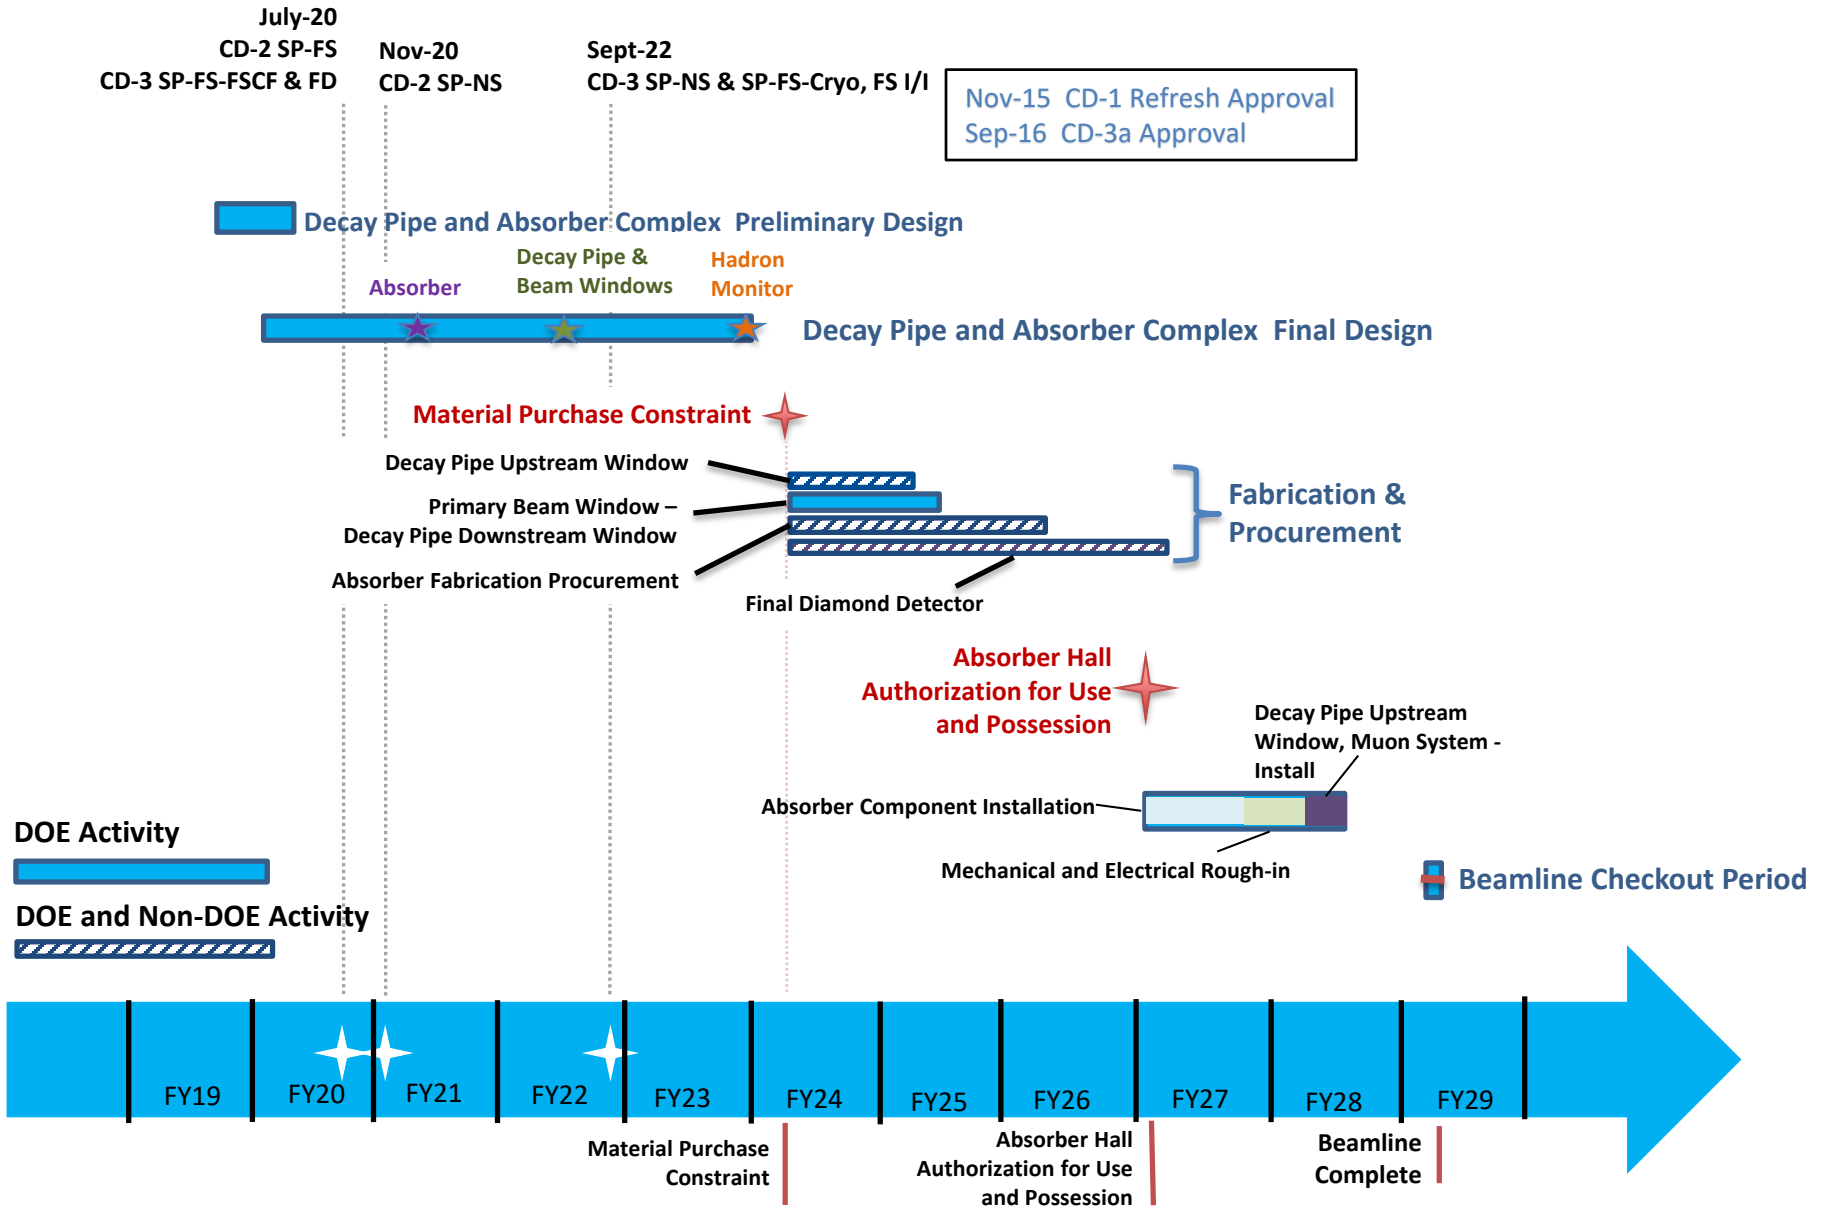 July-20
CD-2 SP-FS
CD-3 SP-FS-FSCF & FD
Nov-20
CD-2 SP-NS
Sept-22
CD-3 SP-NS & SP-FS-Cryo, FS I/I
Nov-15  CD-1 Refresh Approval
Sep-16  CD-3a Approval
Decay Pipe and Absorber Complex  Preliminary Design
Absorber
Decay Pipe &
Beam Windows
Hadron
Monitor
Decay Pipe and Absorber Complex  Final Design
Material Purchase Constraint
Decay Pipe Upstream Window
Primary Beam Window –
Decay Pipe Downstream Window
Absorber Fabrication Procurement
Final Diamond Detector
Fabrication &
Procurement
Absorber Hall
Authorization for Use
and Possession
Decay Pipe Upstream
Window, Muon System -
Install
Absorber Component Installation
Mechanical and Electrical Rough-in
DOE Activity
DOE and Non-DOE Activity
Beamline Checkout Period
FY19
FY20
FY21
FY22
FY23
FY24
FY25
FY26
FY27
FY28
FY29
Material Purchase
Constraint
Absorber Hall
Authorization for Use
and Possession
Beamline
Complete